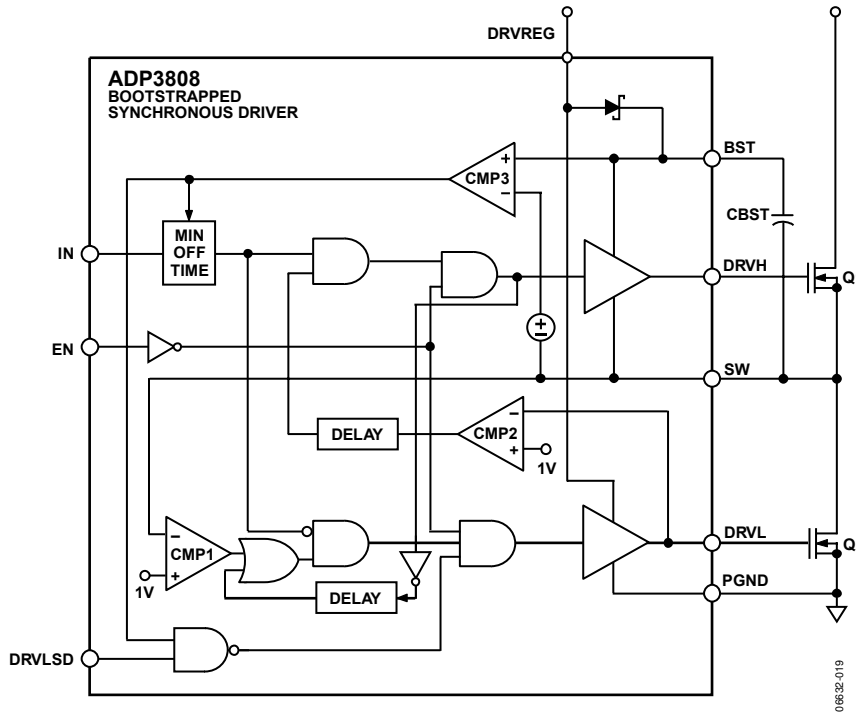 DRVREG
ADP3808
BOOTSTRAPPED
SYNCHRONOUS DRIVER
BST
+
CMP3
–
CBST
MIN
OFF
TIME
IN
DRVH
Q
+
–
EN
SW
–
DELAY
CMP2
+
1V
DRVL
–
CMP1
Q
+
1V
DELAY
PGND
DRVLSD
06632-019